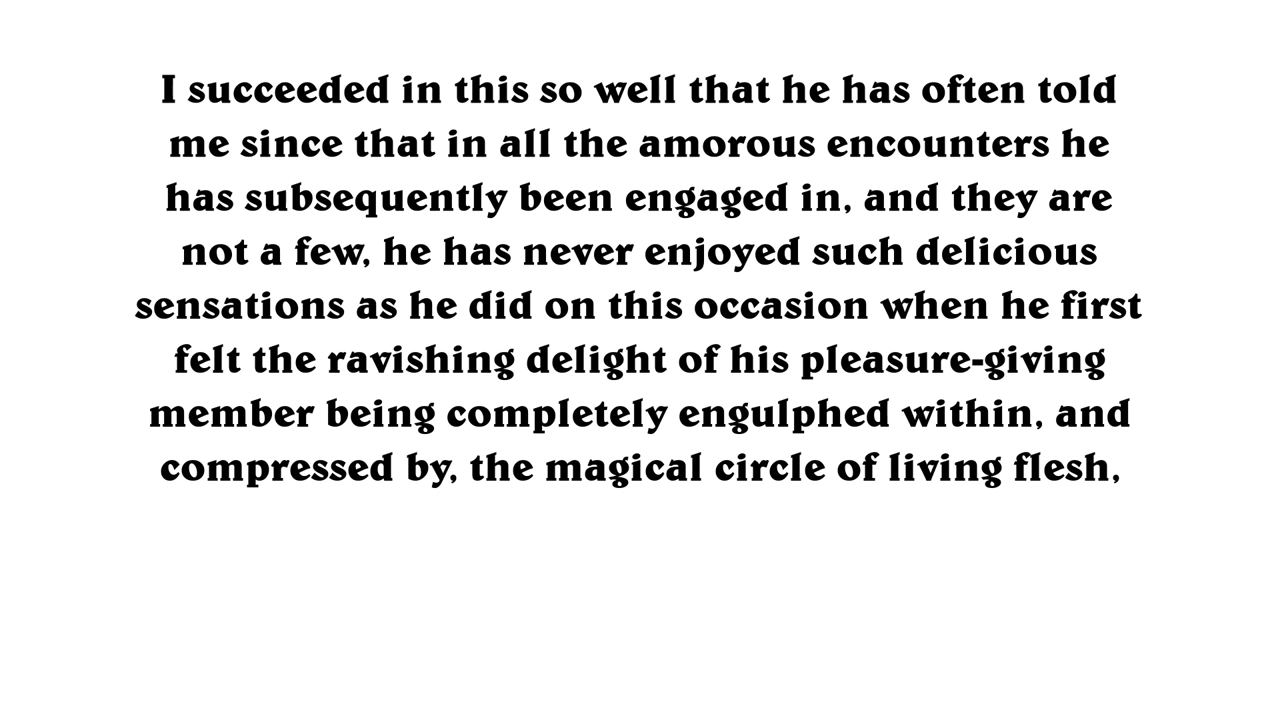 I succeeded in this so well that he has often told
me since that in all the amorous encounters he
has subsequently been engaged in, and they are
not a few, he has never enjoyed such delicious
sensations as he did on this occasion when he first
felt the ravishing delight of his pleasure-giving
member being completely engulphed within, and
compressed by, the magical circle of living flesh,